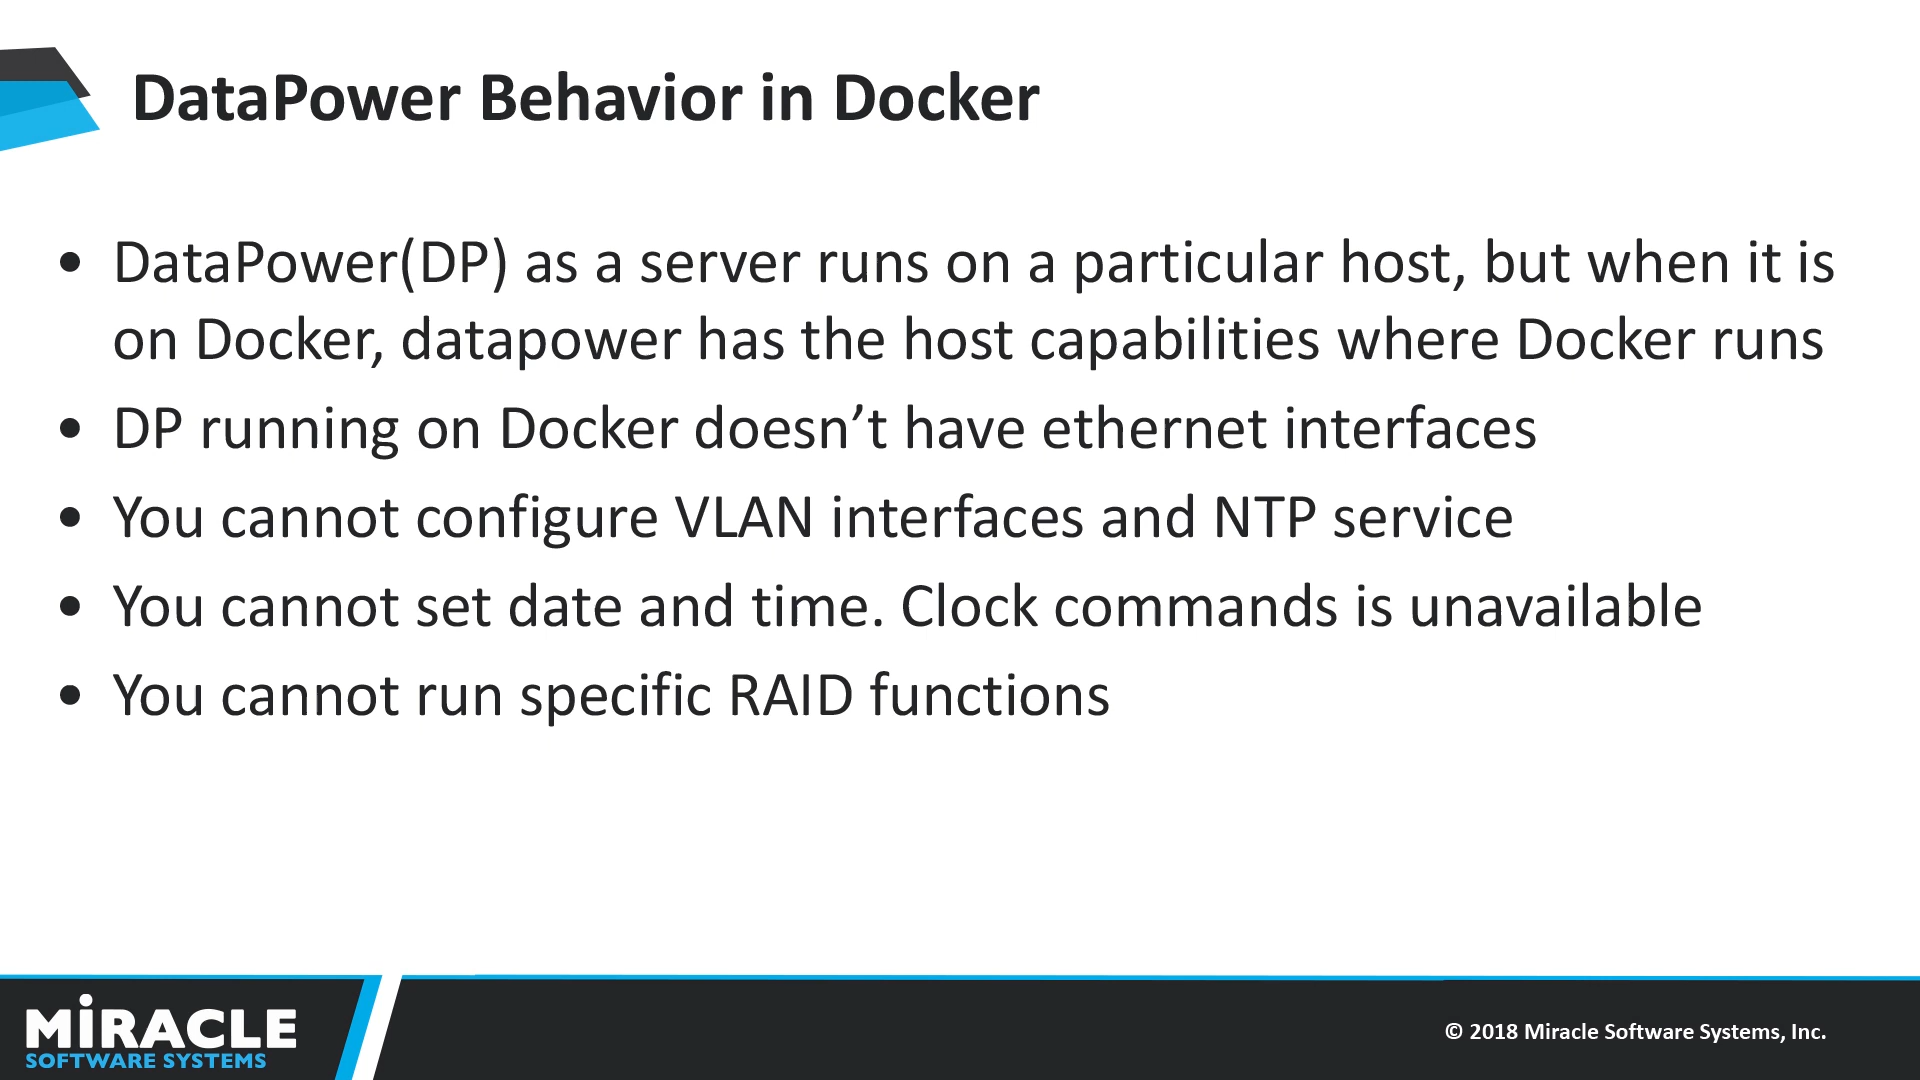 DataPower Behavior in Docker
• DataPower(DP) as a server runs on a particular host, but when it is
on Docker, datapower has the host capabilities where Docker runs
• DP running on Docker doesn’t have ethernet interfaces
• You cannot configure VLAN interfaces and NTP service
• You cannot set date and time. Clock commands is unavailable
• You cannot run specific RAID functions
MiRACLE
SOFTWARE SYSTEMS
© 2018 Miracle Software Systems, Inc.